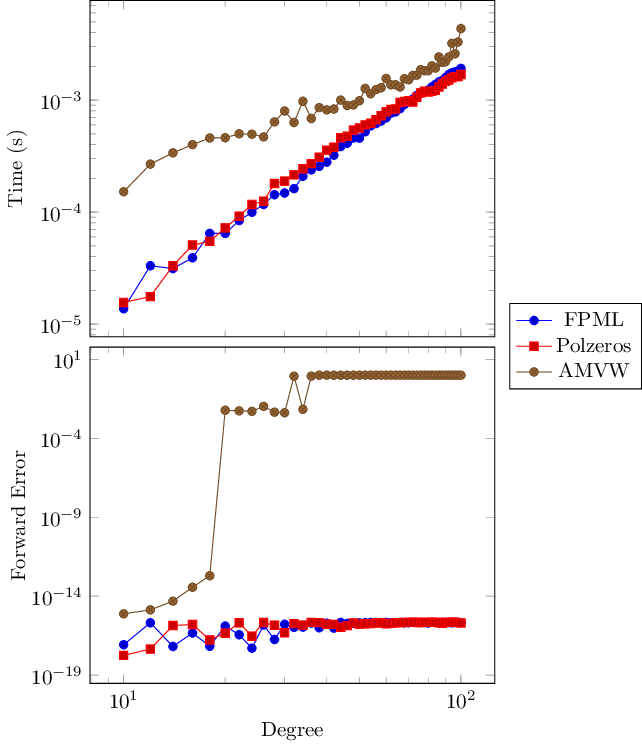 10^{-3}
10^{-4}
10^{-5}
Time (s)
10^{1}
10^{-4}
10^{-9}
10^{-14}
10^{-19}
Forward Error
10^{1}
10^{2}
Degree
FPML
Polzeros
AMVW